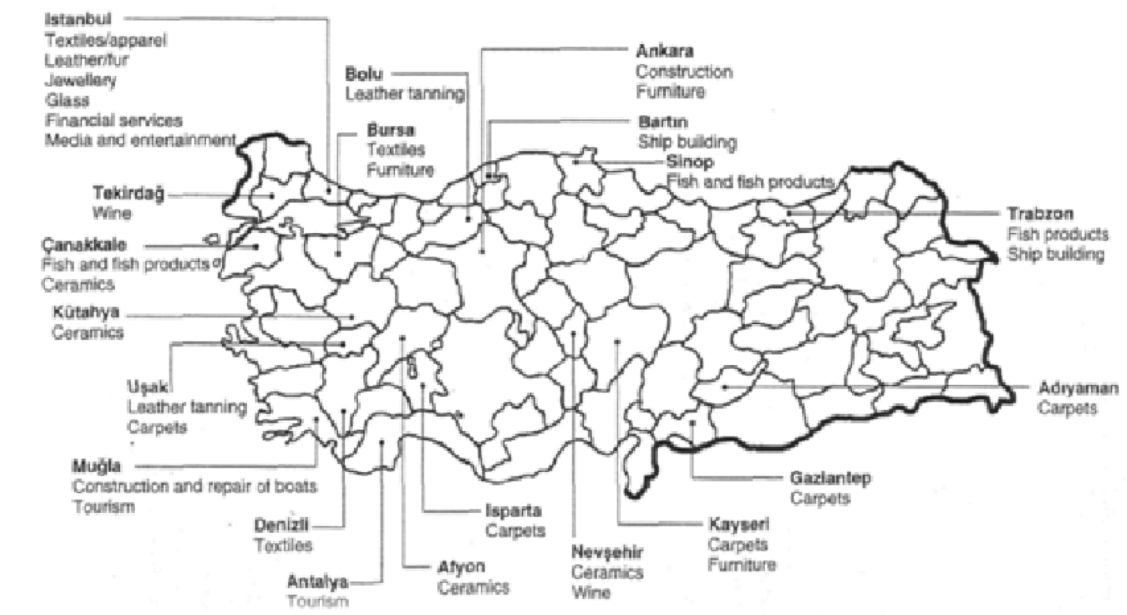 Istanbul
Textiles/apparel
Leather/fur
Jewellery
Glass
Financial services
Media and entertainment
Bolu
Leather tanning
Bursa
Textiles
Furniture
Ankara
Construction
Furniture
Bartın
Ship building
Sinop
Fish and fish products
Tekirdağ
Wine
Çanakkale
Fish and fish products
Ceramics
Kütahya
Ceramics
Uşak
Leather tanning
Carpets
Muğla
Construction and repair of boats
Tourism
Denizli
Textiles
Antalya
Tourism
Afyon
Ceramics
Isparta
Carpets
Nevşehir
Ceramics
Wine
Kayseri
Carpets
Furniture
Gaziantep
Carpets
Adıyaman
Carpets
Trabzon
Fish products
Ship building